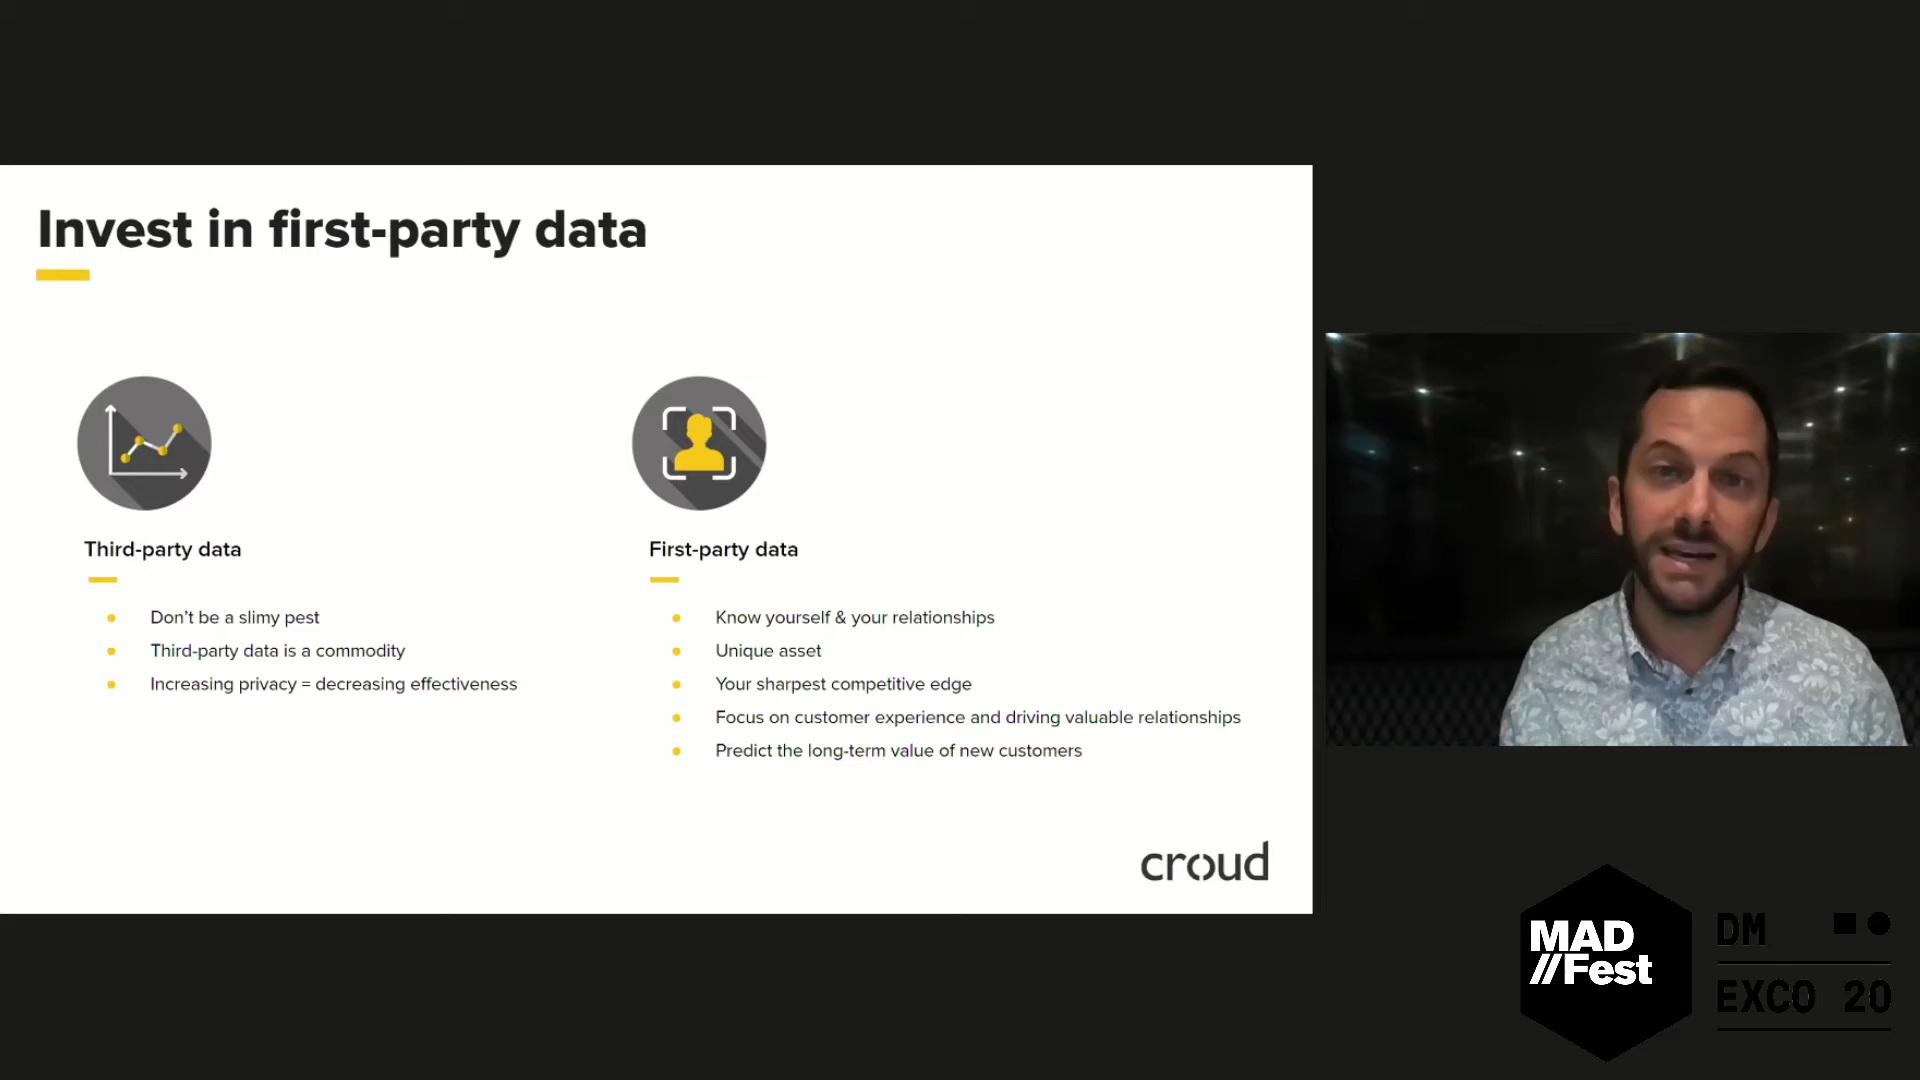 Invest in first-party data
Third-party data
Don't be a slimy pest
Third-party data is a commodity
Increasing privacy = decreasing effectiveness
First-party data
Know yourself & your relationships
Unique asset
Your sharpest competitive edge
Focus on customer experience and driving valuable relationships
Predict the long-term value of new customers
croud
MAD
//Fest
DM
EXCO 20